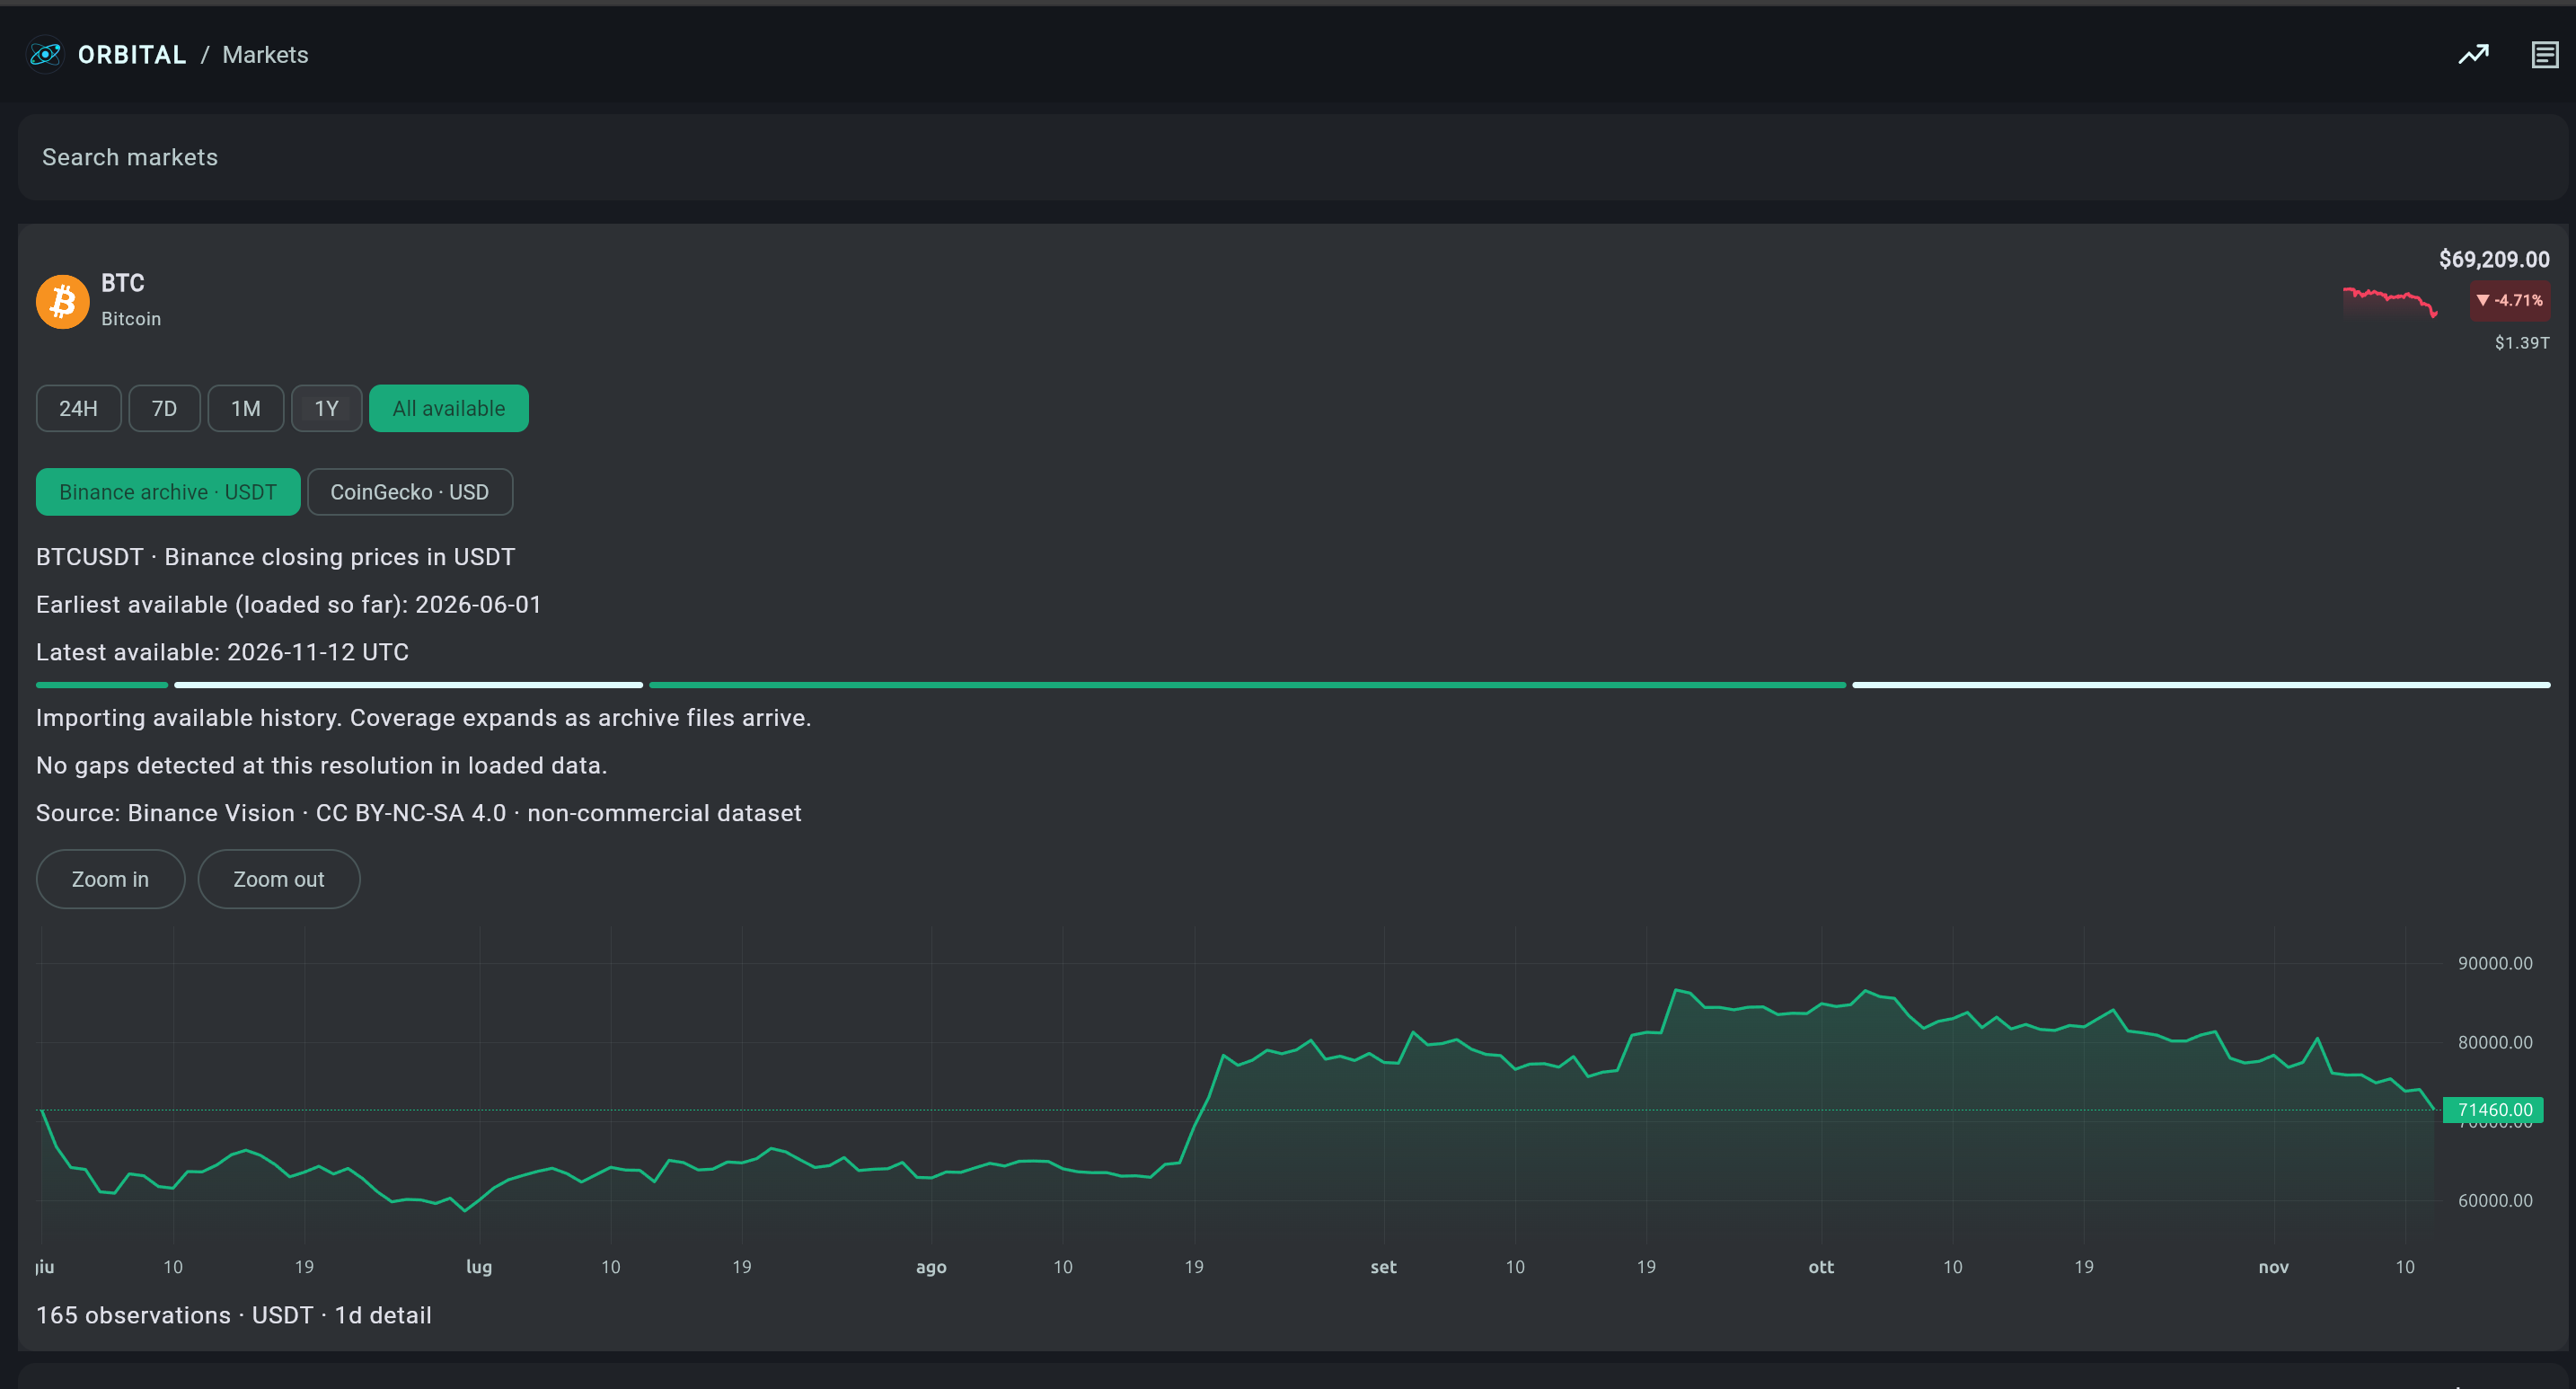 ORBITAL / Markets
Search markets
BTC
Bitcoin
$69,209.00
▼ -4.71%
$1.39T
24H 7D 1M 1Y All available
Binance archive · USDT CoinGecko · USD
BTCUSDT · Binance closing prices in USDT
Earliest available (loaded so far): 2026-06-01
Latest available: 2026-11-12 UTC
Importing available history. Coverage expands as archive files arrive.
No gaps detected at this resolution in loaded data.
Source: Binance Vision · CC BY-NC-SA 4.0 · non-commercial dataset
Zoom in Zoom out
90000.00
80000.00
71460.00
70000.00
60000.00
giu 10 19 lug 10 19 ago 10 19 set 10 19 ott 10 19 nov 10
165 observations · USDT · 1d detail